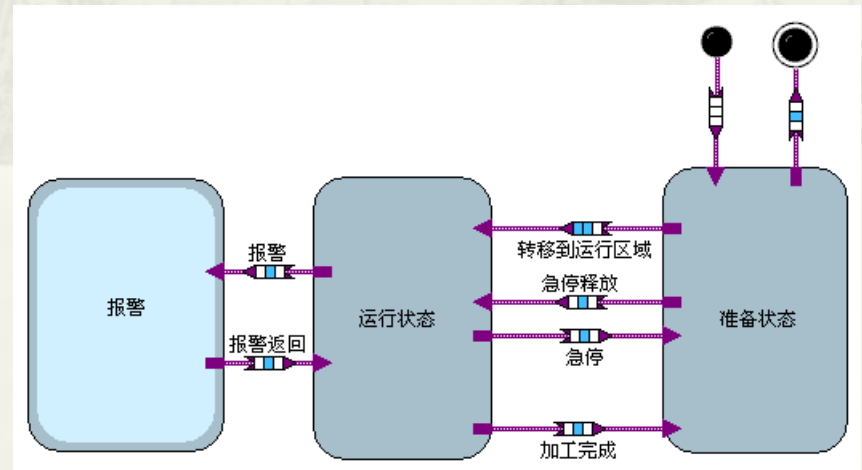 转移到运行区域
报警
急停释放
报警
运行状态
准备状态
报警返回
急停
加工完成